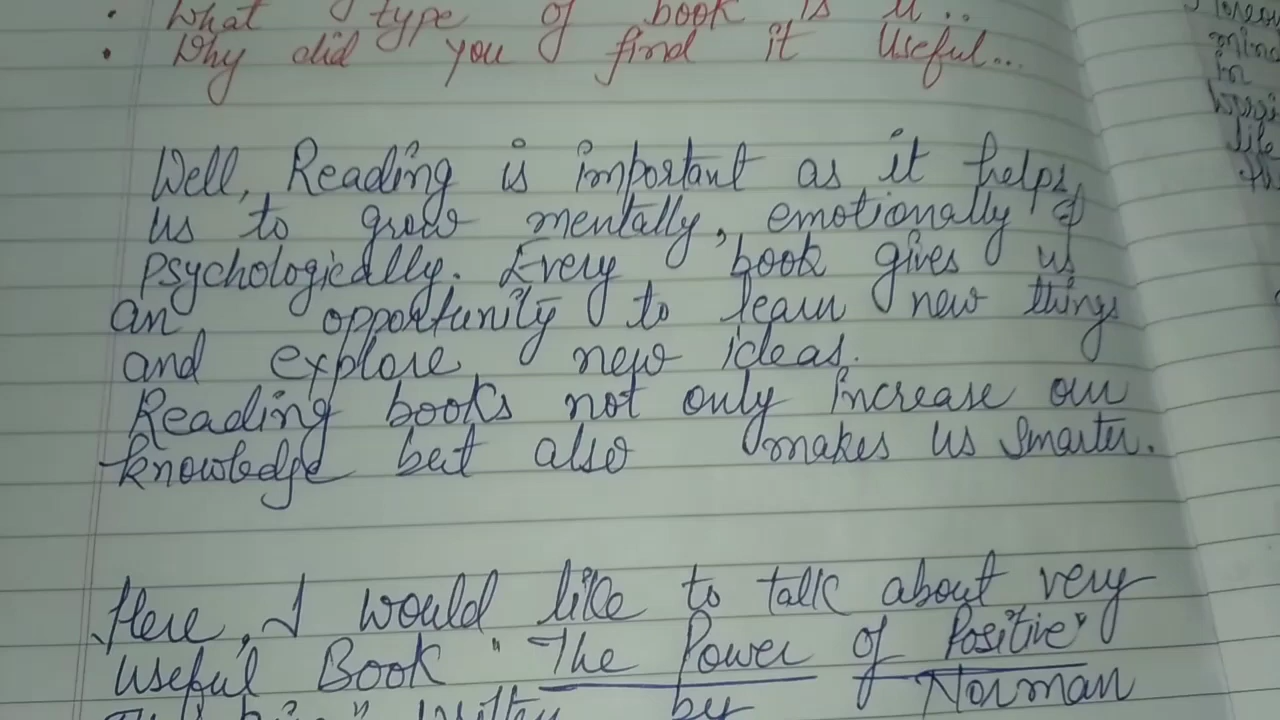 • What type of book is it..
• Why did you find it Useful...
Well, Reading is important as it helps
us to grow mentally, emotionally &
psychologically. Every book gives us
an opportunity to learn new things
and explore new ideas.
Reading books not only increase our
knowledge but also makes us smarter.
Here, I would like to talk about very
useful Book "The Power of Positive"
written by Norman
in
life